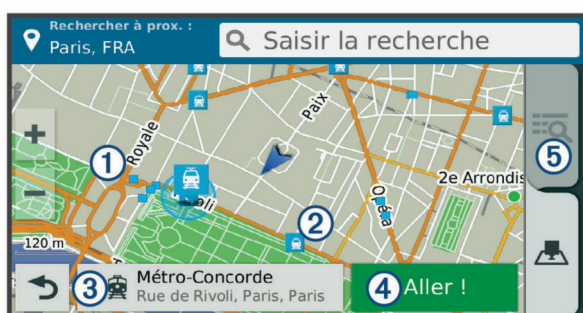 Rechercher à prox. :
Paris, FRA
Saisir la recherche
+
Paix
Royale
1
5
2e Arrondis
−
Opéra
2
120 m
3
Métro-Concorde
Rue de Rivoli, Paris, Paris
4
Aller !